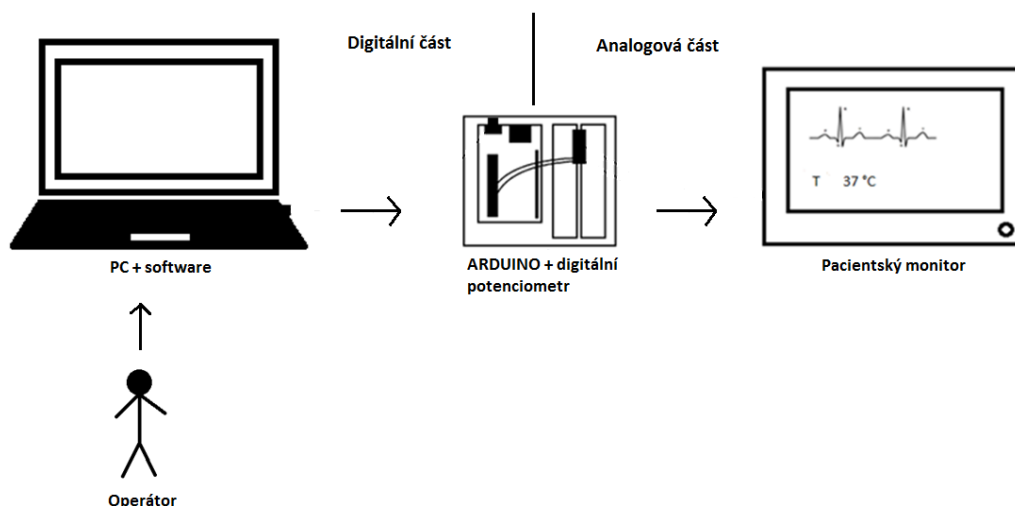 Digitální část
Analogová část
T 37 °C
PC + software
ARDUINO + digitální
potenciometr
Pacientský monitor
Operátor